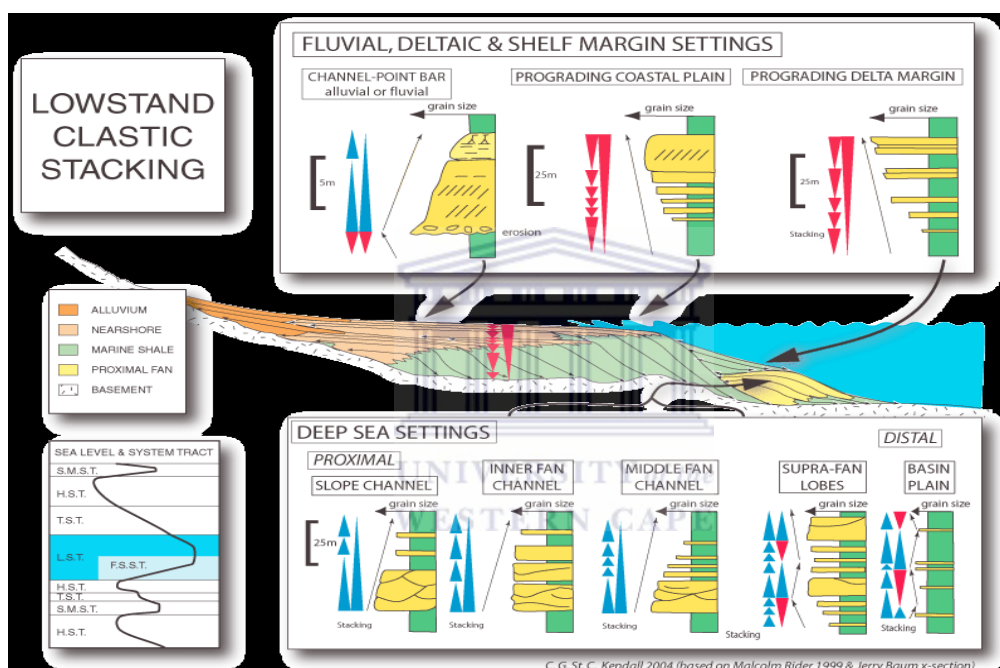 LOWSTAND
CLASTIC
STACKING
FLUVIAL, DELTAIC & SHELF MARGIN SETTINGS
CHANNEL-POINT BAR
alluvial or fluvial
grain size
5m
erosion
PROGRADING COASTAL PLAIN
grain size
25m
PROGRADING DELTA MARGIN
grain size
25m
Stacking
ALLUVIUM
NEARSHORE
MARINE SHALE
PROXIMAL FAN
BASEMENT
SEA LEVEL & SYSTEM TRACT
S.M.S.T.
H.S.T.
T.S.T.
L.S.T.
F.S.S.T.
H.S.T.
T.S.T.
S.M.S.T.
H.S.T.
DEEP SEA SETTINGS
PROXIMAL
DISTAL
SLOPE CHANNEL
grain size
25m
Stacking
INNER FAN
CHANNEL
grain size
Stacking
MIDDLE FAN
CHANNEL
grain size
Stacking
SUPRA-FAN
LOBES
grain size
Stacking
BASIN
PLAIN
grain size
Stacking
UNIVERSITY of the
WESTERN CAPE
C. G. St. C. Kendall 2004 (based on Malcolm Rider 1999 & Jerry Baum x-section)